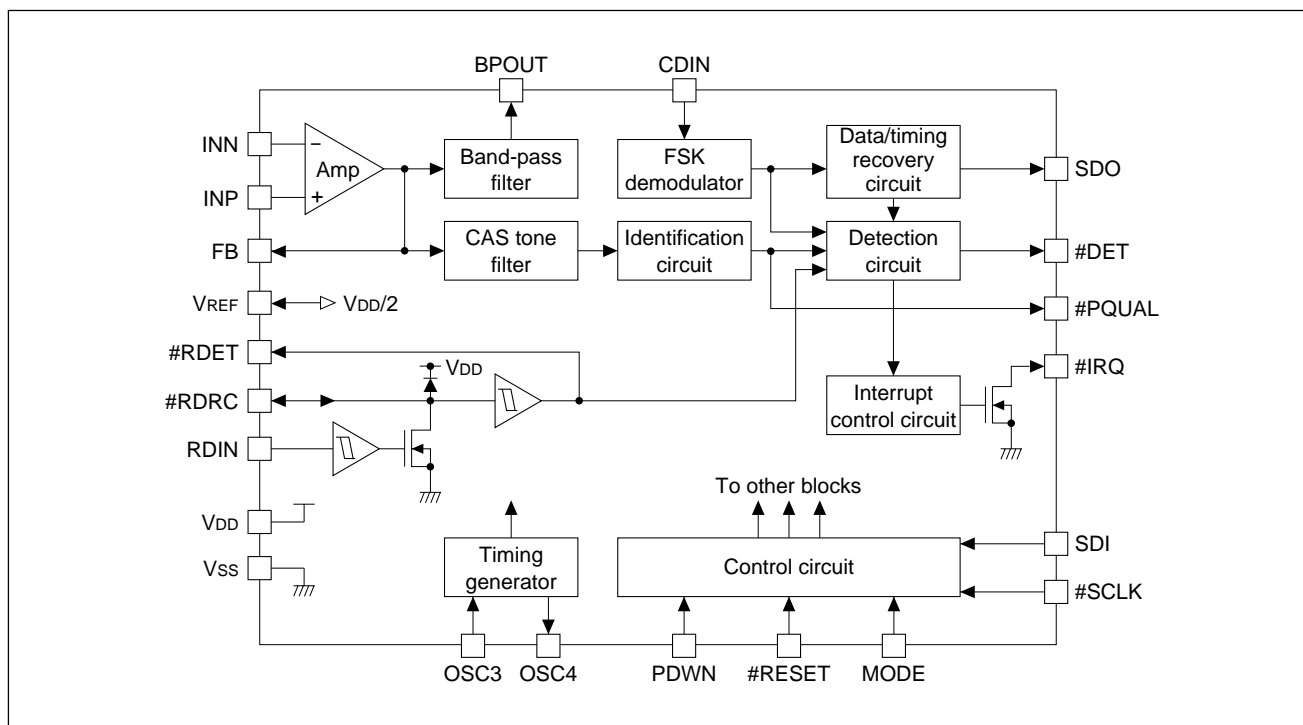 BPOUT
CDIN
INN
INP
FB
VREF
#RDET
#RDRC
RDIN
VDD
VSS
−
Amp
+
Band-pass
filter
FSK
demodulator
Data/timing
recovery
circuit
CAS tone
filter
Identification
circuit
Detection
circuit
VDD/2
VDD
Interrupt
control circuit
To other blocks
Timing
generator
Control circuit
SDO
#DET
#PQUAL
#IRQ
SDI
#SCLK
OSC3
OSC4
PDWN
#RESET
MODE